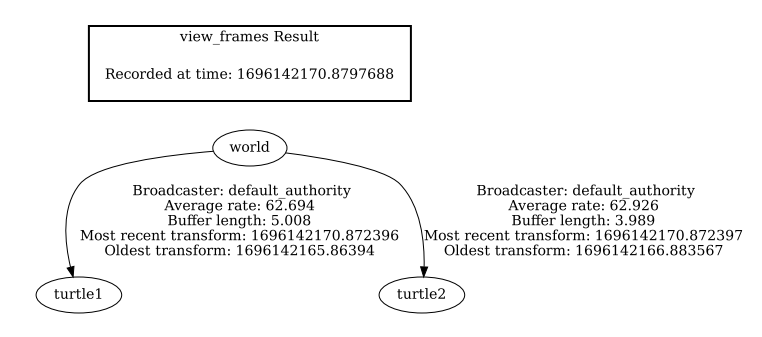 view_frames Result
Recorded at time: 1696142170.8797688
world
Broadcaster: default_authority
Average rate: 62.694
Buffer length: 5.008
Most recent transform: 1696142170.872396
Oldest transform: 1696142165.86394
Broadcaster: default_authority
Average rate: 62.926
Buffer length: 3.989
Most recent transform: 1696142170.872397
Oldest transform: 1696142166.883567
turtle1
turtle2